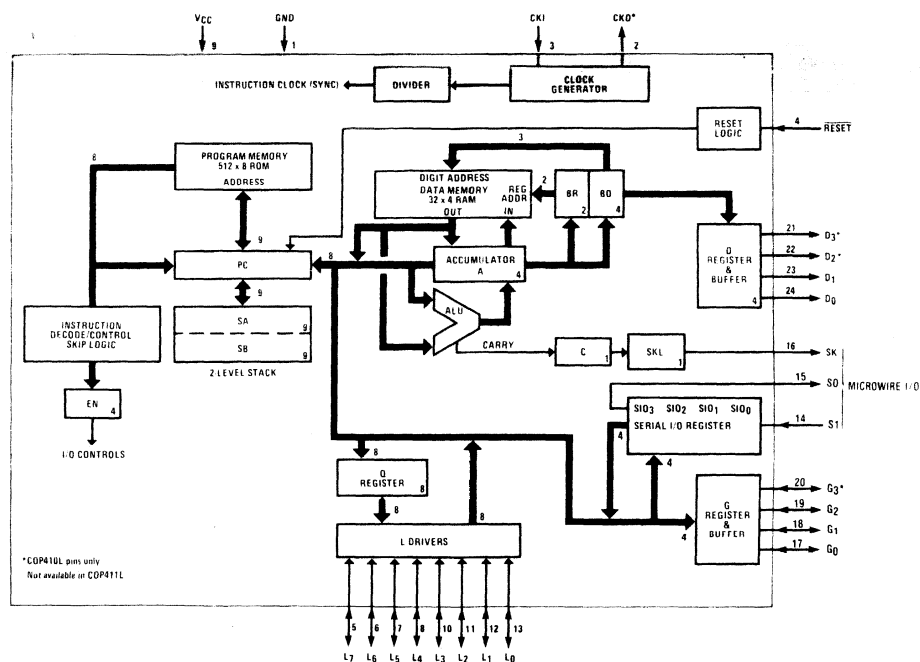 VCC GND CKI CKO*
9 1 3 2
INSTRUCTION CLOCK (SYNC) DIVIDER CLOCK GENERATOR
RESET LOGIC 4 RESET
8 PROGRAM MEMORY
512 x 8 ROM
ADDRESS
3
DIGIT ADDRESS
DATA MEMORY
32 x 4 RAM
OUT
REG ADDR
IN
2 BR 2 BD 4
9
8
PC
ACCUMULATOR
A 4
D
REGISTER
&
BUFFER
4
21 D3*
22 D2*
23 D1
24 D0
9
INSTRUCTION
DECODE/CONTROL
SKIP LOGIC
SA 9
SB 9
2-LEVEL STACK
ALU
CARRY C 1 SKL 1 16 SK
EN 4
I/O CONTROLS
15 SO
MICROWIRE I/O
SIO3 SIO2 SIO1 SIO0
SERIAL I/O REGISTER
14 SI
4 4
8
Q
REGISTER 8
8 8
L DRIVERS
G
REGISTER
&
BUFFER
4
20 G3*
19 G2
18 G1
17 G0
*COP410L pins only
Not available in COP411L
5 6 7 8 10 11 12 13
L7 L6 L5 L4 L3 L2 L1 L0